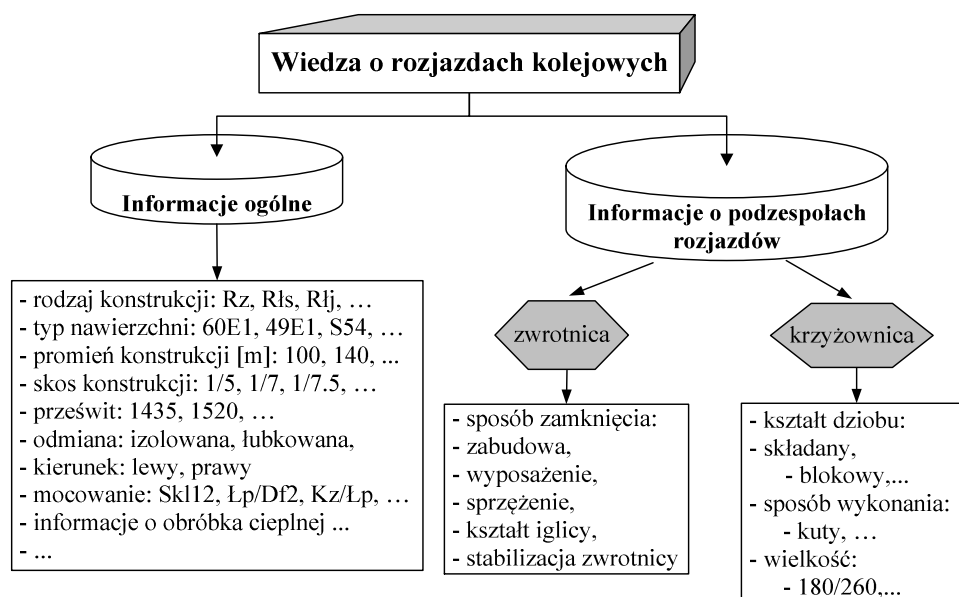 Wiedza o rozjazdach kolejowych
Informacje ogólne
Informacje o podzespołach
rozjazdów
- rodzaj konstrukcji: Rz, Rłs, Rłj, …
- typ nawierzchni: 60E1, 49E1, S54, …
- promień konstrukcji [m]: 100, 140, ...
- skos konstrukcji: 1/5, 1/7, 1/7.5, …
- prześwit: 1435, 1520, …
- odmiana: izolowana, łubkowana,
- kierunek: lewy, prawy
- mocowanie: Skl12, Łp/Df2, Kz/Łp, …
- informacje o obróbka cieplnej ...
- ...
zwrotnica
- sposób zamknięcia:
- zabudowa,
- wyposażenie,
- sprzężenie,
- kształt iglicy,
- stabilizacja zwrotnicy
krzyżownica
- kształt dziobu:
- składany,
- blokowy,...
- sposób wykonania:
- kuty, …
- wielkość:
- 180/260,...